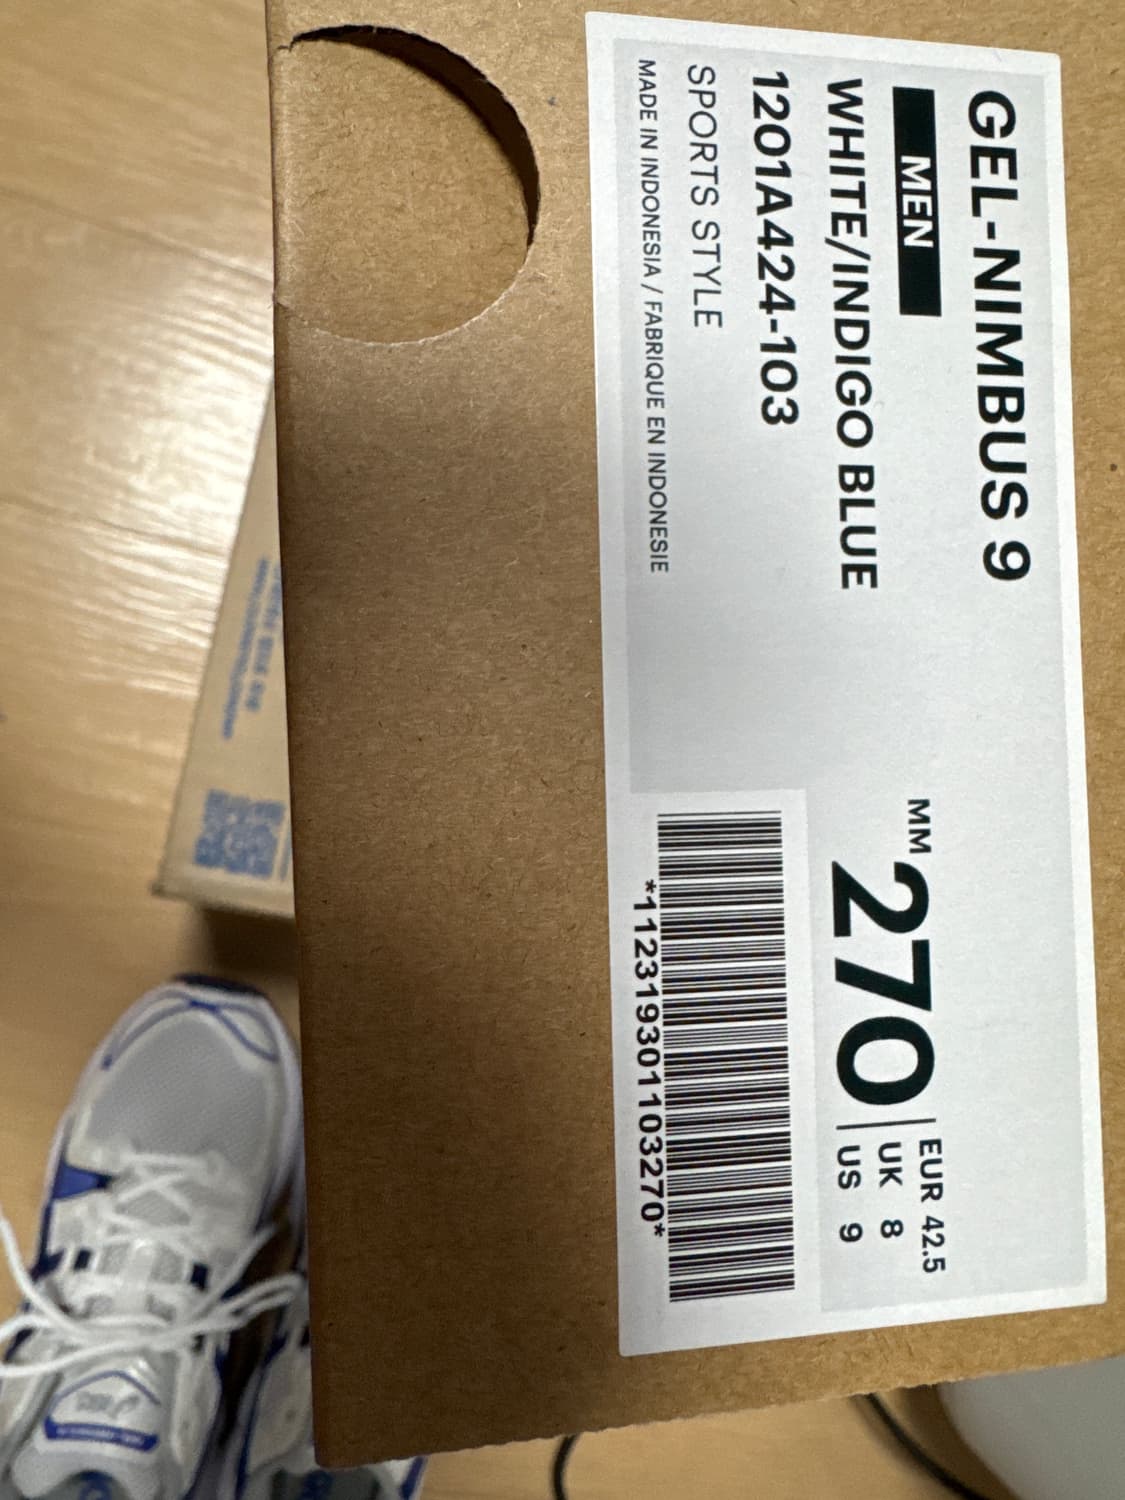 GEL-NIMBUS 9
MEN
WHITE/INDIGO BLUE
1201A424-103
SPORTS STYLE
MADE IN INDONESIA / FABRIQUE EN INDONESIE
MM 270
EUR 42.5
UK 8
US 9
*112319301103270*